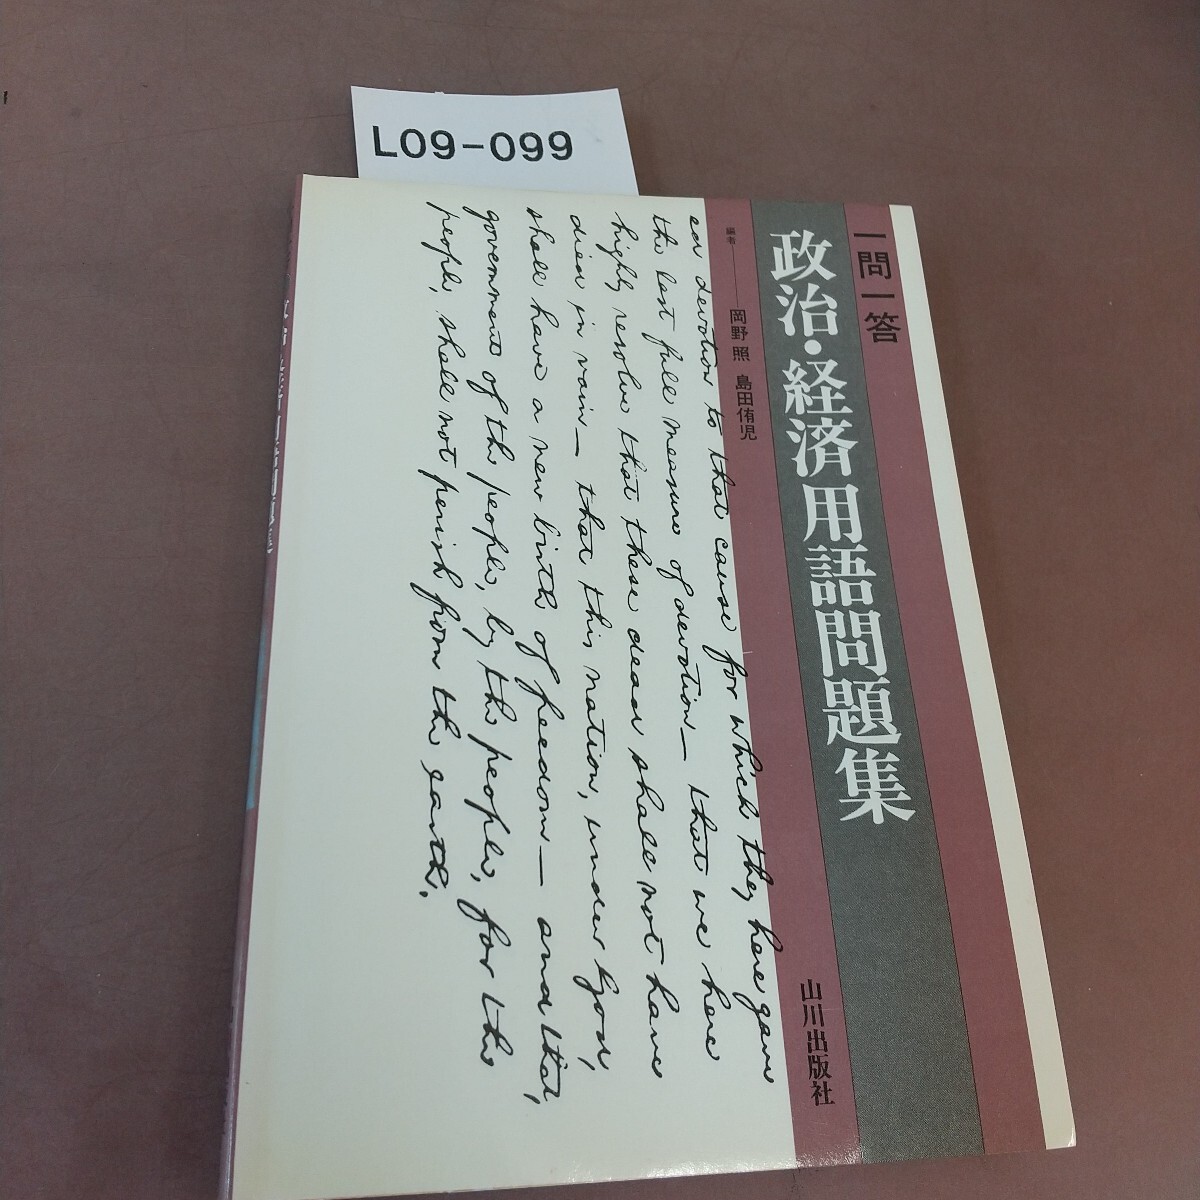 L09-099
一問一答
政治・経済用語問題集
編者――岡野 照 島田侑児
山川出版社
ed devotion to that cause for which they here gave
the last full measure of devotion— that we here
highly resolve that these dead shall not have
died in vain— that this nation, under God,
shall have a new birth of freedom— and that,
government of the people, by the people, for the
people, shall not perish from the earth.